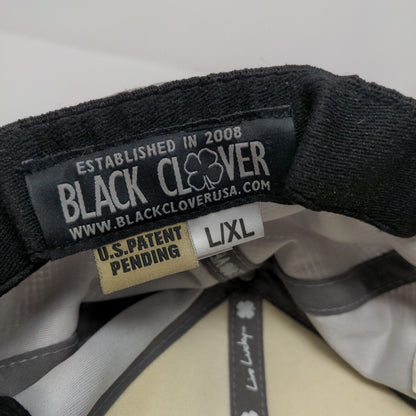 ESTABLISHED IN 2008
BLACK CLOVER
WWW.BLACKCLOVERUSA.COM
U.S. PATENT
PENDING
L/XL
Live Lucky